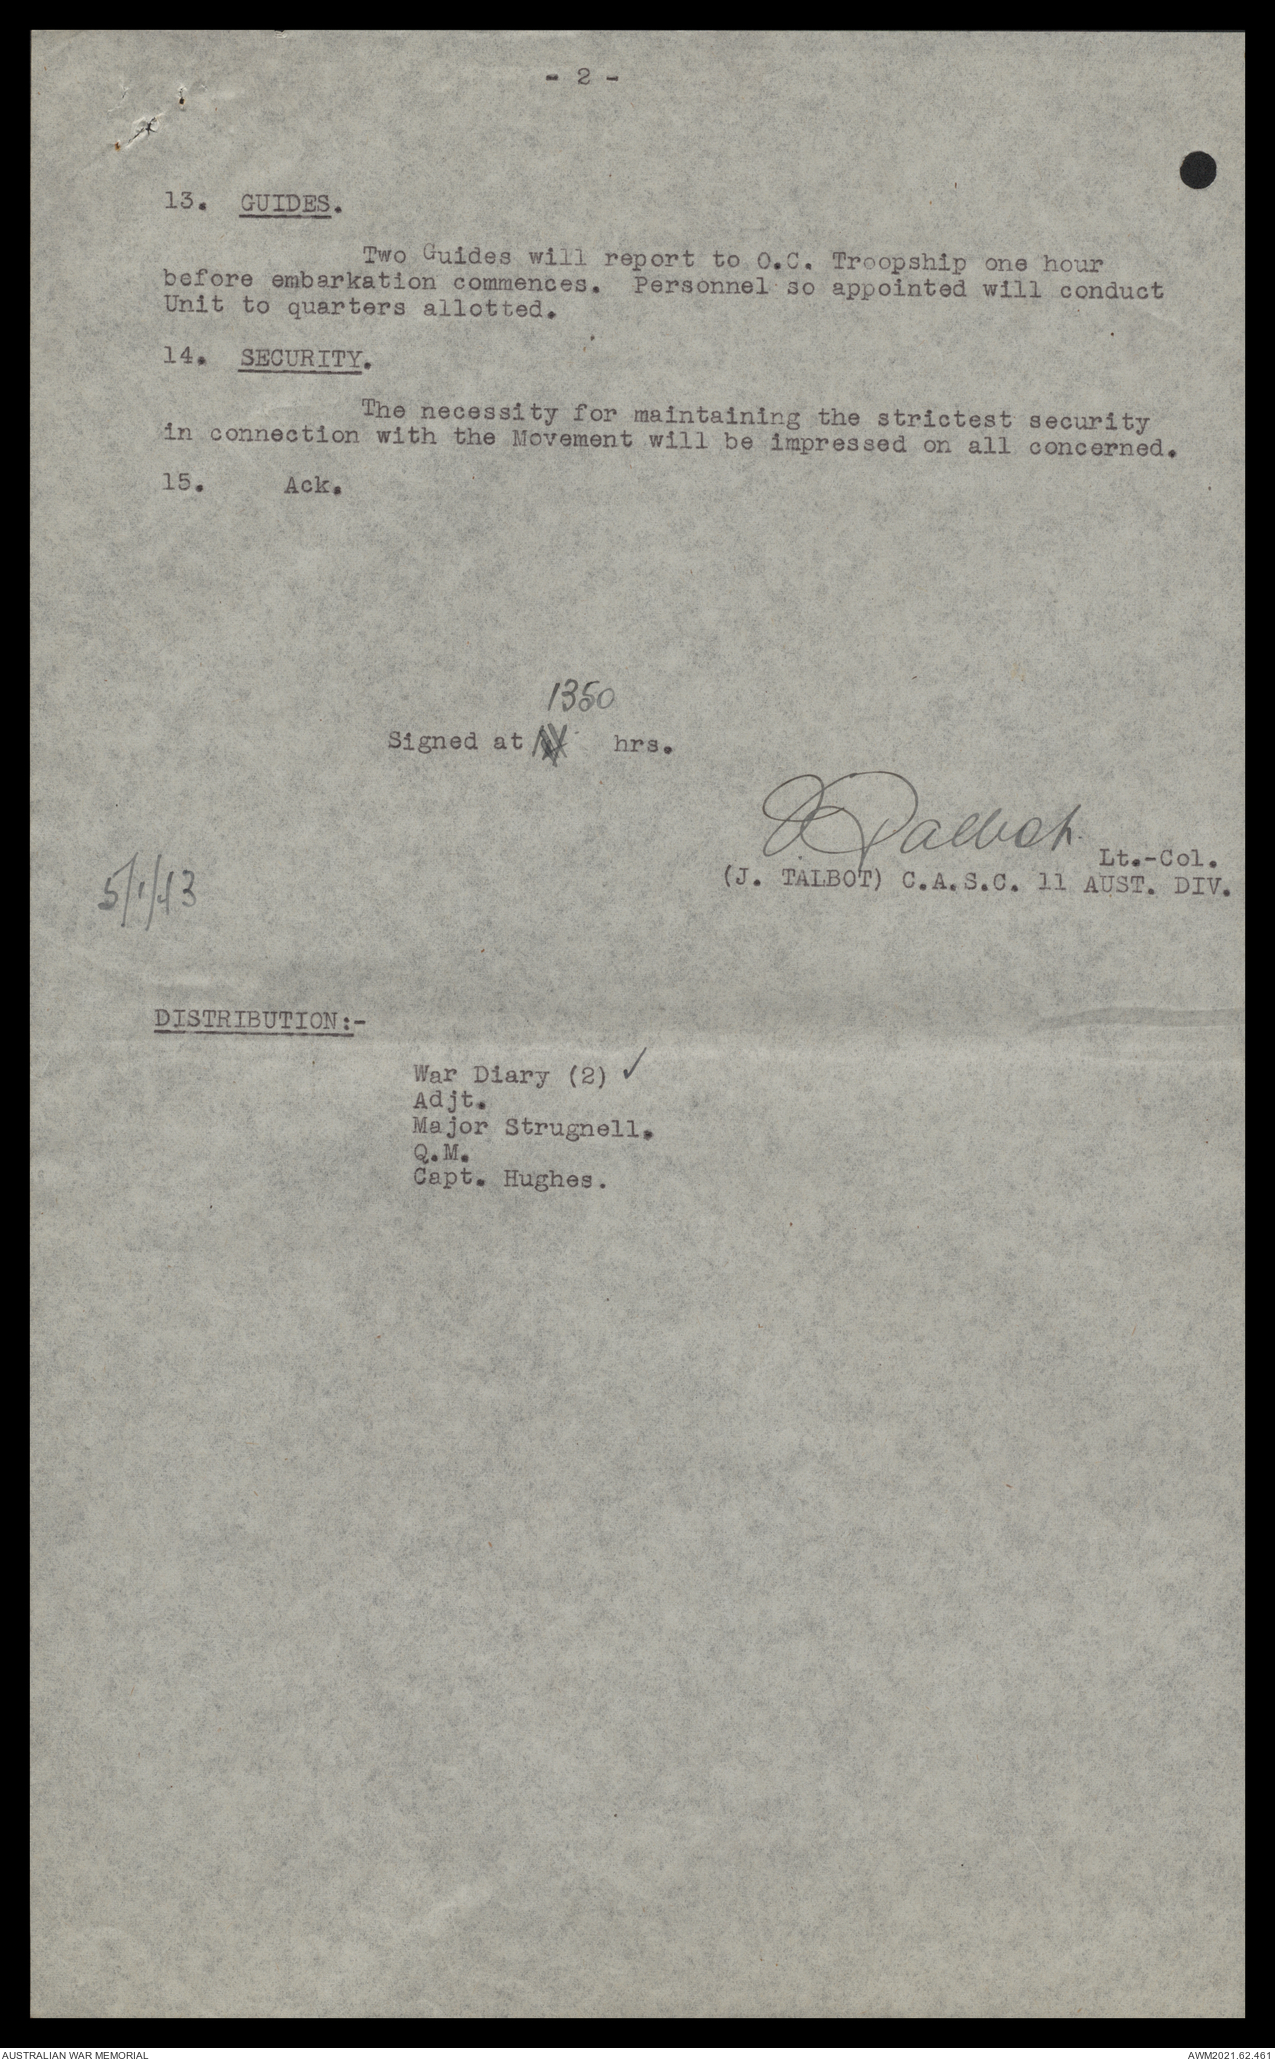 - 2 -
13. GUIDES.
Two Guides will report to O.C. Troopship one hour
before embarkation commences. Personnel so appointed will conduct
Unit to quarters allotted.
14. SECURITY.
The necessity for maintaining the strictest security
in connection with the Movement will be impressed on all concerned.
15. Ack.
1350
Signed at hrs.
J Talbot
Lt.-Col.
(J. TALBOT) C.A.S.C. 11 AUST. DIV.
5/1/43
DISTRIBUTION:-
War Diary (2) ✓
Adjt.
Major Strugnell.
Q.M.
Capt. Hughes.
AUSTRALIAN WAR MEMORIAL
AWM2021.62.461